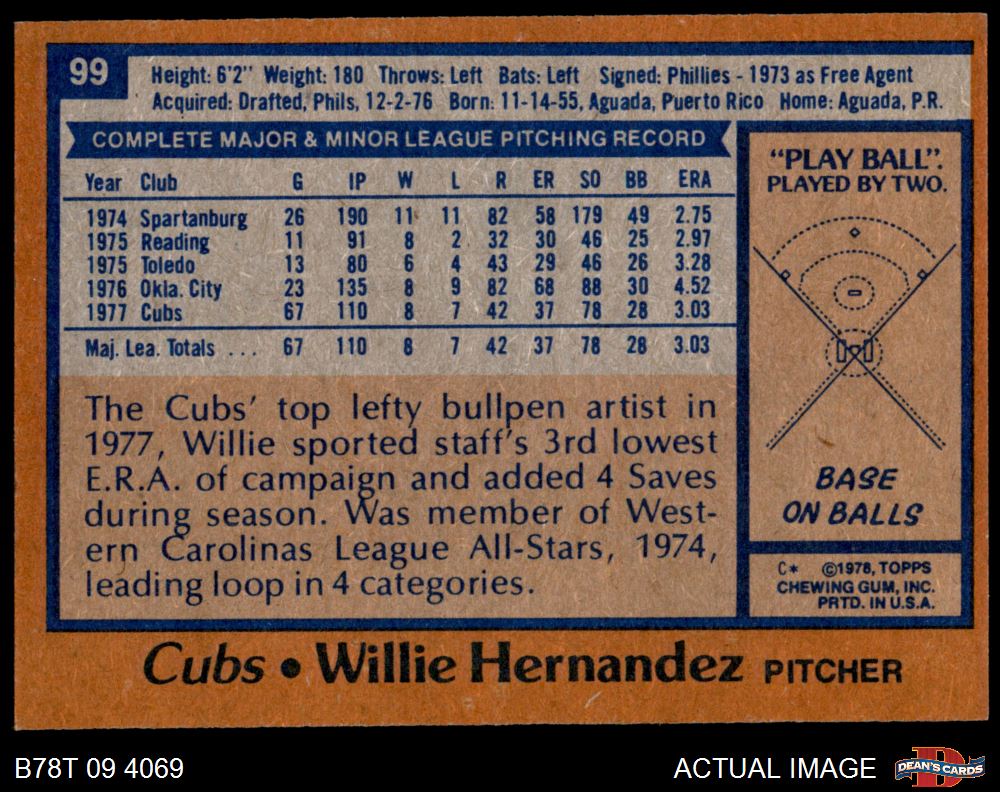 99
Height: 6'2" Weight: 180 Throws: Left Bats: Left Signed: Phillies - 1973 as Free Agent
Acquired: Drafted, Phils, 12-2-76 Born: 11-14-55, Aguada, Puerto Rico Home: Aguada, P.R.
COMPLETE MAJOR & MINOR LEAGUE PITCHING RECORD
Year Club G IP W L R ER SO BB ERA
1974 Spartanburg 26 190 11 11 82 58 179 49 2.75
1975 Reading 11 91 8 2 32 30 46 25 2.97
1975 Toledo 13 80 6 4 43 29 46 26 3.28
1976 Okla. City 23 135 8 9 82 68 88 30 4.52
1977 Cubs 67 110 8 7 42 37 78 28 3.03
Maj. Lea. Totals . . . 67 110 8 7 42 37 78 28 3.03
The Cubs' top lefty bullpen artist in
1977, Willie sported staff's 3rd lowest
E.R.A. of campaign and added 4 Saves
during season. Was member of West-
ern Carolinas League All-Stars, 1974,
leading loop in 4 categories.
"PLAY BALL".
PLAYED BY TWO.
BASE
ON BALLS
C* ©1978, TOPPS
CHEWING GUM, INC.
PRTD. IN U.S.A.
Cubs • Willie Hernandez PITCHER
B78T 09 4069
ACTUAL IMAGE
D
DEAN'S CARDS